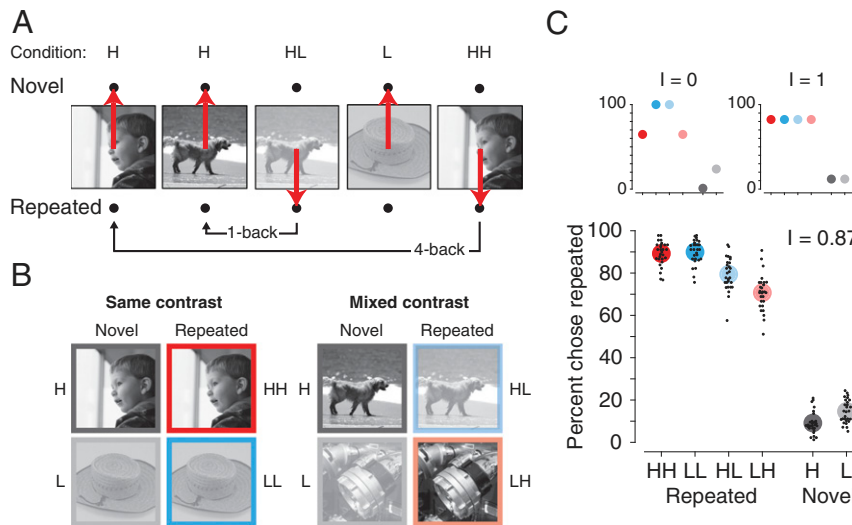 A
Condition: H H HL L HH
Novel
Repeated
1-back
4-back
B
Same contrast
Mixed contrast
Novel Repeated
Novel Repeated
H HH
H HL
L LL
L LH
C
I = 0
I = 1
100
0
100
0
I = 0.87
Percent chose repeated
100
80
60
40
20
0
HH LL HL LH H L
Repeated
Nove